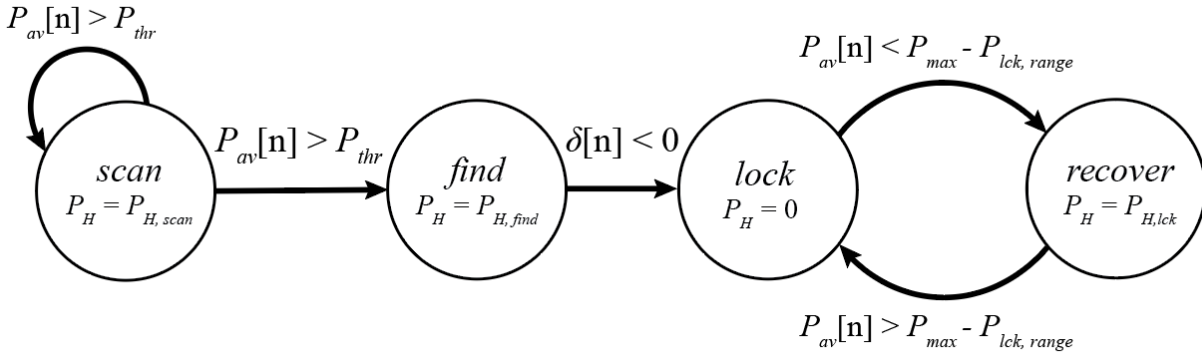 P_av[n] > P_thr
P_av[n] < P_max - P_lck, range
P_av[n] > P_thr
δ[n] < 0
scan
P_H = P_H, scan
find
P_H = P_H, find
lock
P_H = 0
recover
P_H = P_H,lck
P_av[n] > P_max - P_lck, range